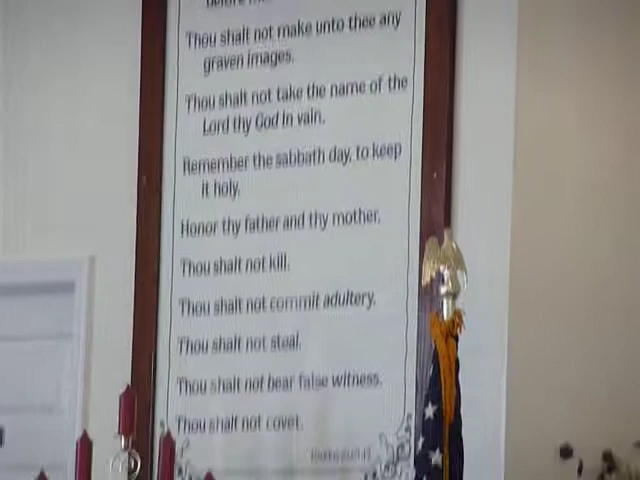 before me.
Thou shalt not make unto thee any
graven images.
Thou shalt not take the name of the
Lord thy God in vain.
Remember the sabbath day, to keep
it holy.
Honor thy father and thy mother.
Thou shalt not kill.
Thou shalt not commit adultery.
Thou shalt not steal.
Thou shalt not bear false witness.
Thou shalt not covet.